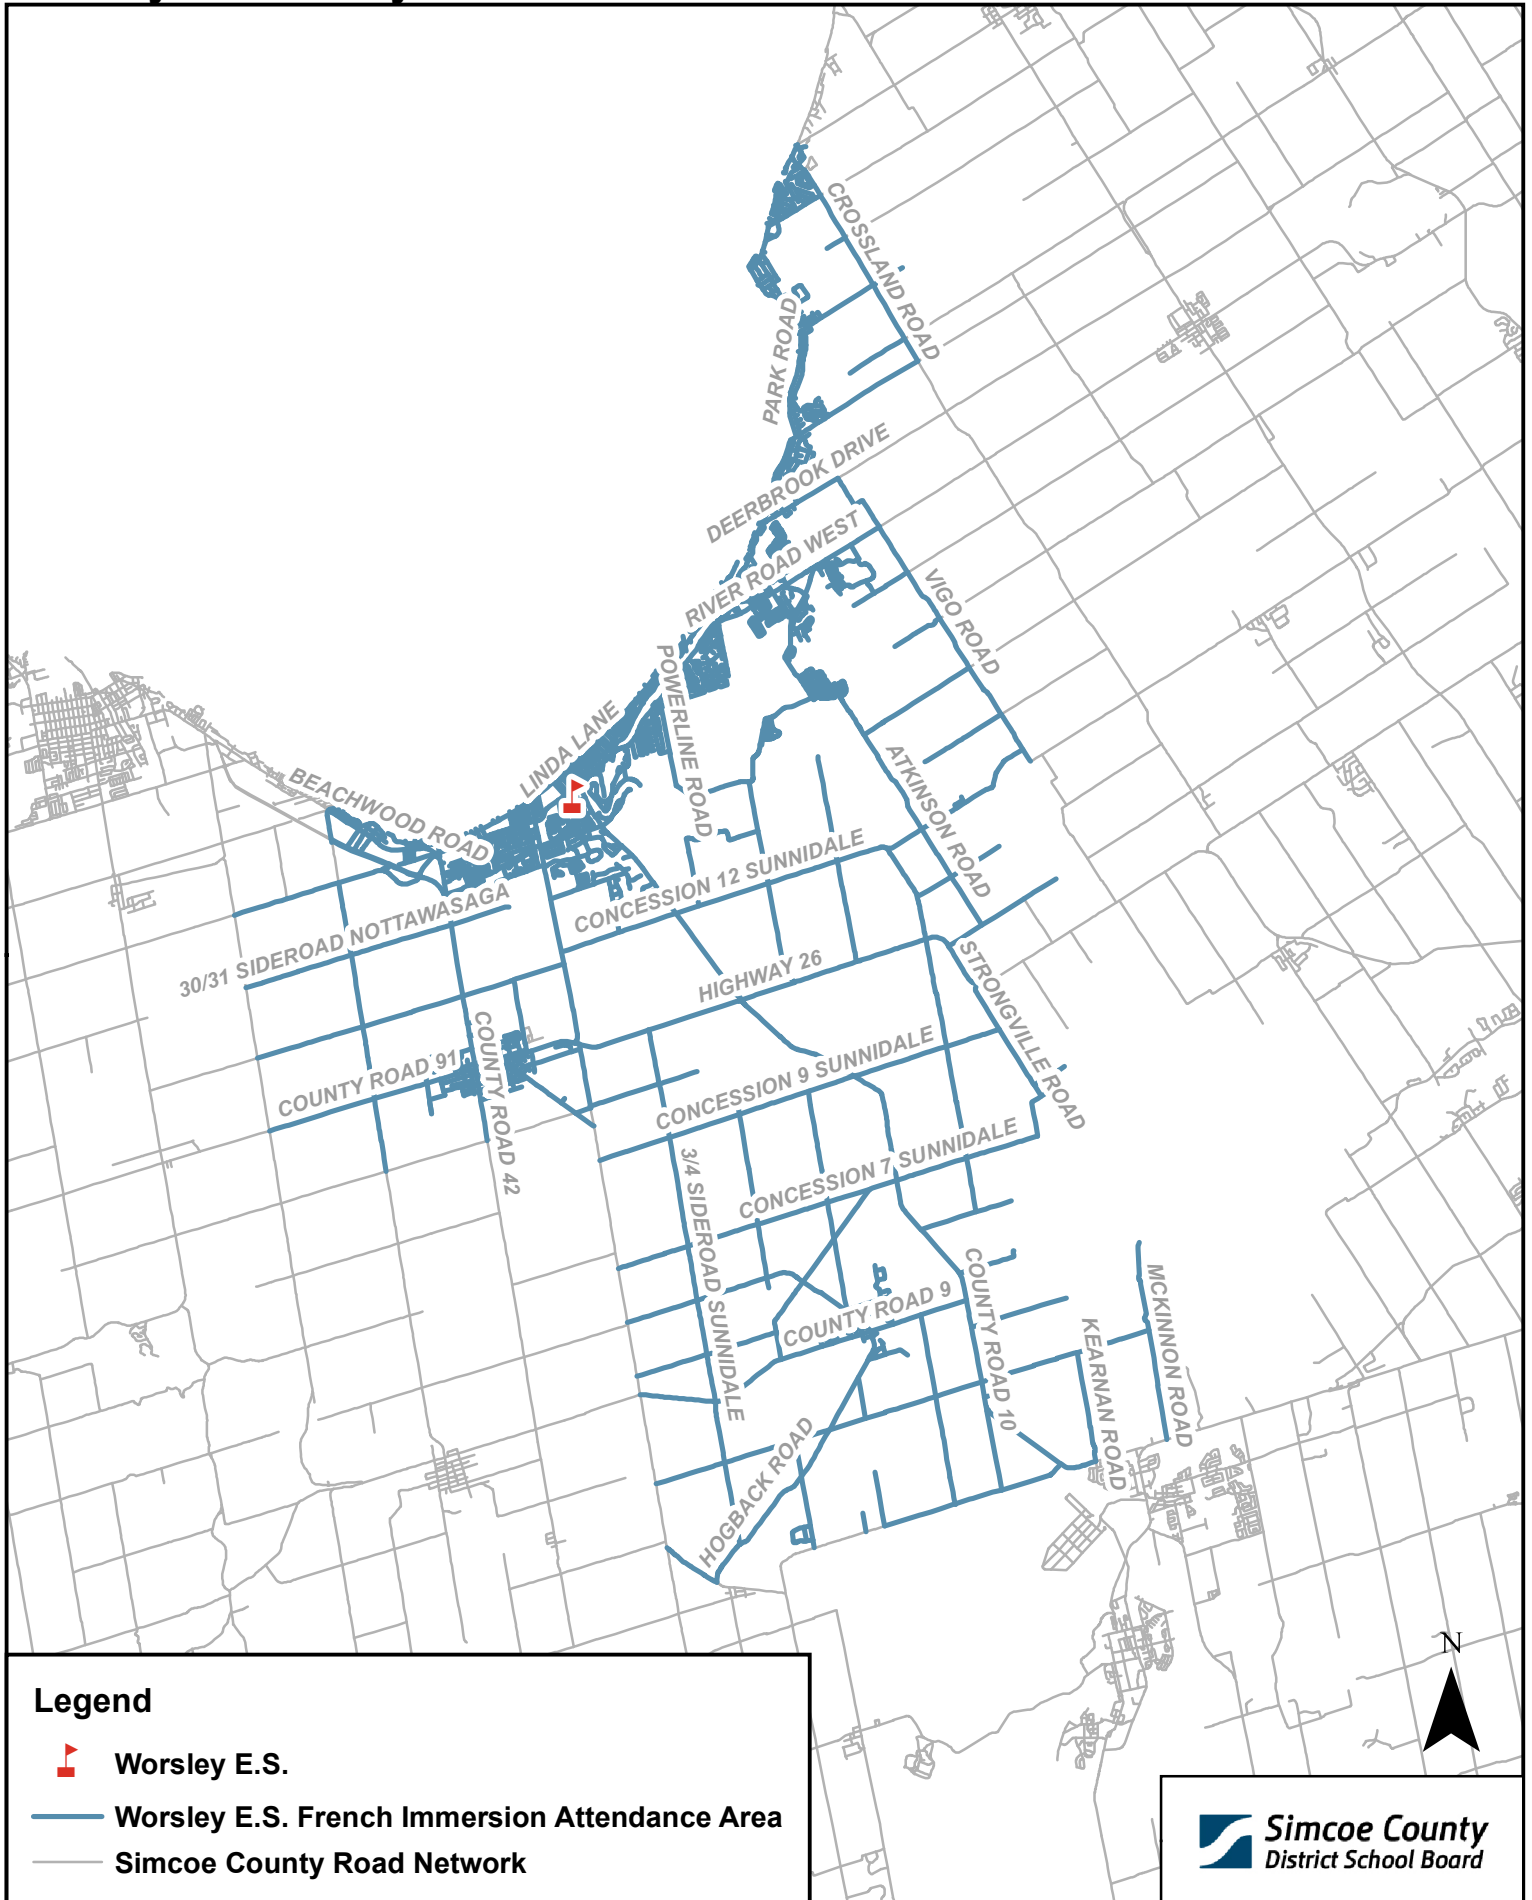 CROSSLAND ROAD
PARK ROAD
DEERBROOK DRIVE
RIVER ROAD WEST
VIGO ROAD
POWERLINE ROAD
LINDA LANE
BEACHWOOD ROAD
ATKINSON ROAD
CONCESSION 12 SUNNIDALE
30/31 SIDEROAD NOTTAWASAGA
HIGHWAY 26
STRONGVILLE ROAD
COUNTY ROAD 91
COUNTY ROAD 42
CONCESSION 9 SUNNIDALE
CONCESSION 7 SUNNIDALE
3/4 SIDEROAD SUNNIDALE
COUNTY ROAD 9
COUNTY ROAD 10
KEARNAN ROAD
MCKINNON ROAD
HOGBACK ROAD
N
Legend
Worsley E.S.
Worsley E.S. French Immersion Attendance Area
Simcoe County Road Network
Simcoe County
District School Board